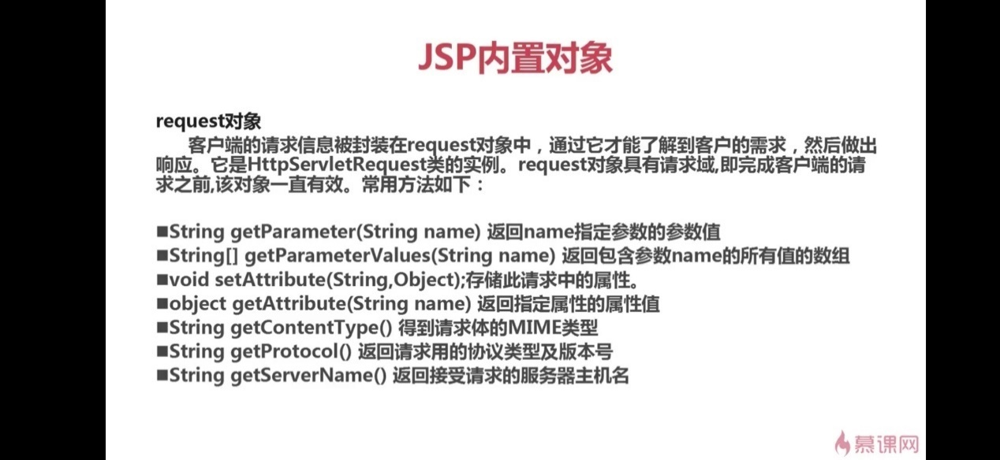 JSP内置对象
request对象
客户端的请求信息被封装在request对象中，通过它才能了解到客户的需求，然后做出
响应。它是HttpServletRequest类的实例。request对象具有请求域,即完成客户端的请
求之前,该对象一直有效。常用方法如下：
■String getParameter(String name) 返回name指定参数的参数值
■String[] getParameterValues(String name) 返回包含参数name的所有值的数组
■void setAttribute(String,Object);存储此请求中的属性。
■object getAttribute(String name) 返回指定属性的属性值
■String getContentType() 得到请求体的MIME类型
■String getProtocol() 返回请求用的协议类型及版本号
■String getServerName() 返回接受请求的服务器主机名
慕课网